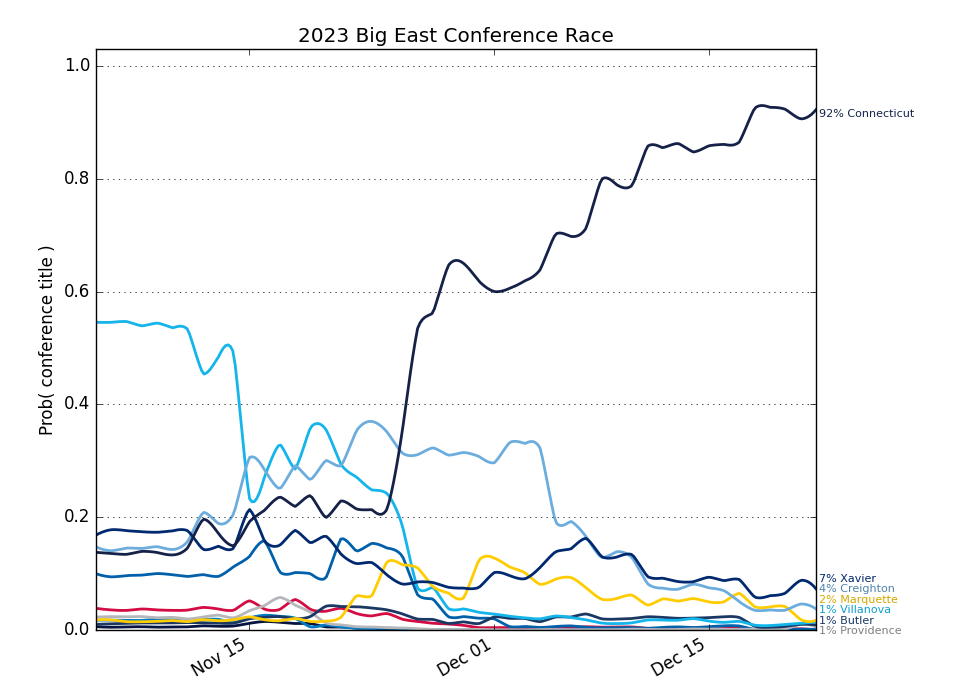 2023 Big East Conference Race
Prob( conference title )
1.0
0.8
0.6
0.4
0.2
0.0
Nov 15
Dec 01
Dec 15
92% Connecticut
7% Xavier
4% Creighton
2% Marquette
1% Villanova
1% Butler
1% Providence